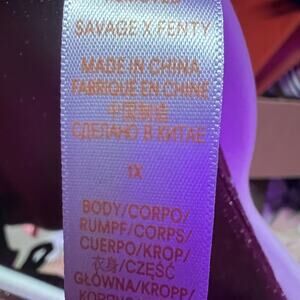 SAVAGE X FENTY
MADE IN CHINA
FABRIQUÉ EN CHINE
中国制造
СДЕЛАНО В КИТАЕ
1X
BODY/CORPO/
RUMPF/CORPS/
CUERPO/KROP/
衣身/CZĘŚĆ
GŁÓWNA/KROPP/